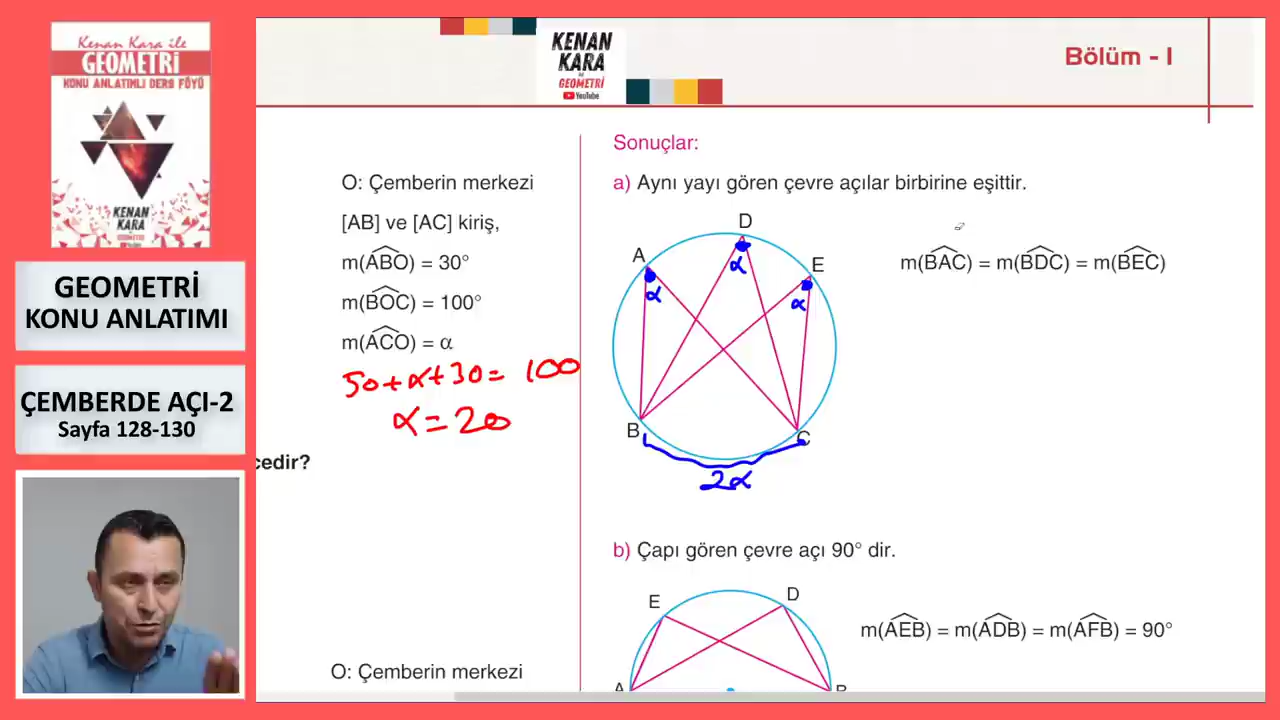 Kenan Kara ile
GEOMETRİ
KONU ANLATIMLI DERS FÖYÜ
KENAN
KARA
GEOMETRİ
KONU ANLATIMI
ÇEMBERDE AÇI-2
Sayfa 128-130
KENAN
KARA
ile
GEOMETRİ
YouTube
Bölüm - I
O: Çemberin merkezi
[AB] ve [AC] kiriş,
m(ABO) = 30°
m(BOC) = 100°
m(ACO) = α
50+α+30= 100
α=20
cedir?
O: Çemberin merkezi
Sonuçlar:
a) Aynı yayı gören çevre açılar birbirine eşittir.
D
A
E
α
α
α
B
C
2α
m(BAC) = m(BDC) = m(BEC)
b) Çapı gören çevre açı 90° dir.
E
D
A
B
m(AEB) = m(ADB) = m(AFB) = 90°